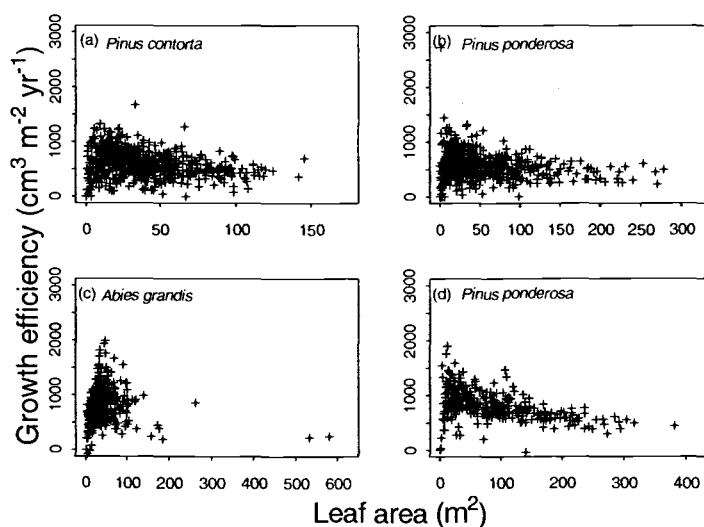 Growth efficiency (cm³ m⁻² yr⁻¹)
(a) Pinus contorta
3000
2000
1000
0
0 50 100 150
(b) Pinus ponderosa
3000
2000
1000
0
0 50 100 150 200 250 300
(c) Abies grandis
3000
2000
1000
0
0 100 200 300 400 500 600
(d) Pinus ponderosa
3000
2000
1000
0
0 100 200 300 400
Leaf area (m²)